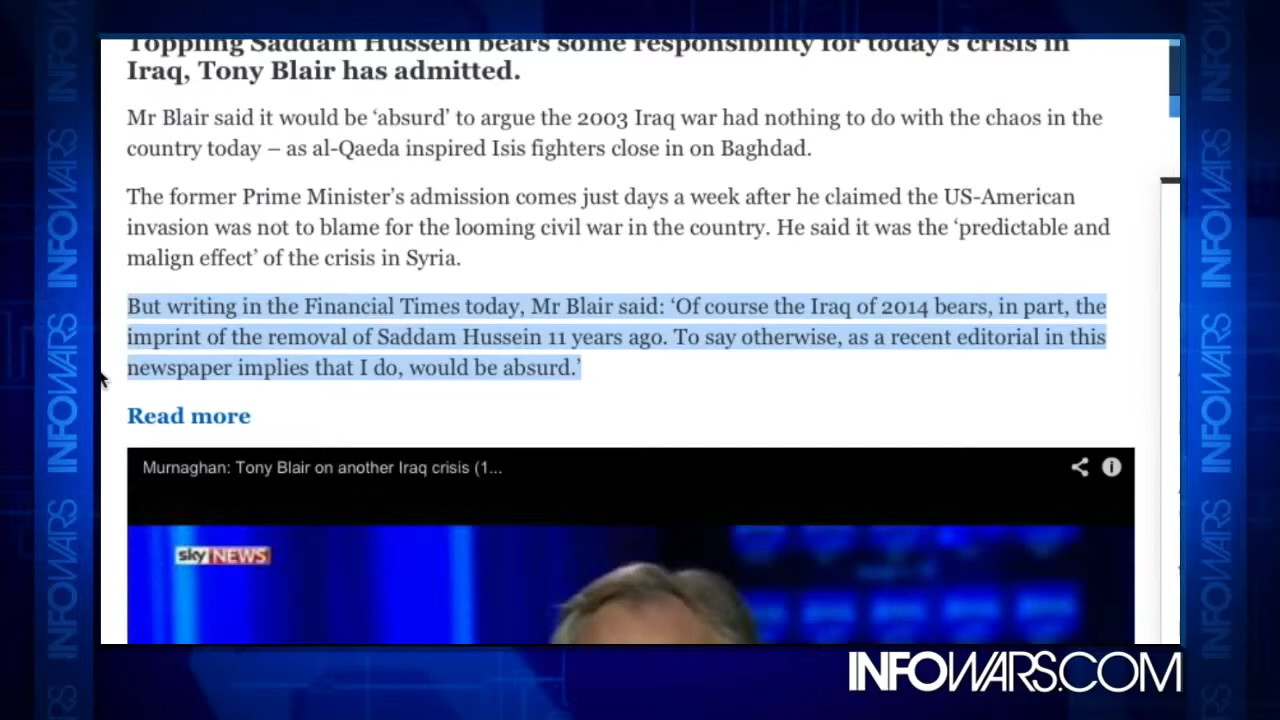 Toppling Saddam Hussein bears some responsibility for today's crisis in
Iraq, Tony Blair has admitted.
Mr Blair said it would be ‘absurd’ to argue the 2003 Iraq war had nothing to do with the chaos in the
country today – as al-Qaeda inspired Isis fighters close in on Baghdad.
The former Prime Minister’s admission comes just days a week after he claimed the US-American
invasion was not to blame for the looming civil war in the country. He said it was the ‘predictable and
malign effect’ of the crisis in Syria.
But writing in the Financial Times today, Mr Blair said: ‘Of course the Iraq of 2014 bears, in part, the
imprint of the removal of Saddam Hussein 11 years ago. To say otherwise, as a recent editorial in this
newspaper implies that I do, would be absurd.’
Read more
Murnaghan: Tony Blair on another Iraq crisis (1...
sky NEWS
INFOWARS.COM
INFOWARS
INFOWARS
INFOWARS
INFOWARS